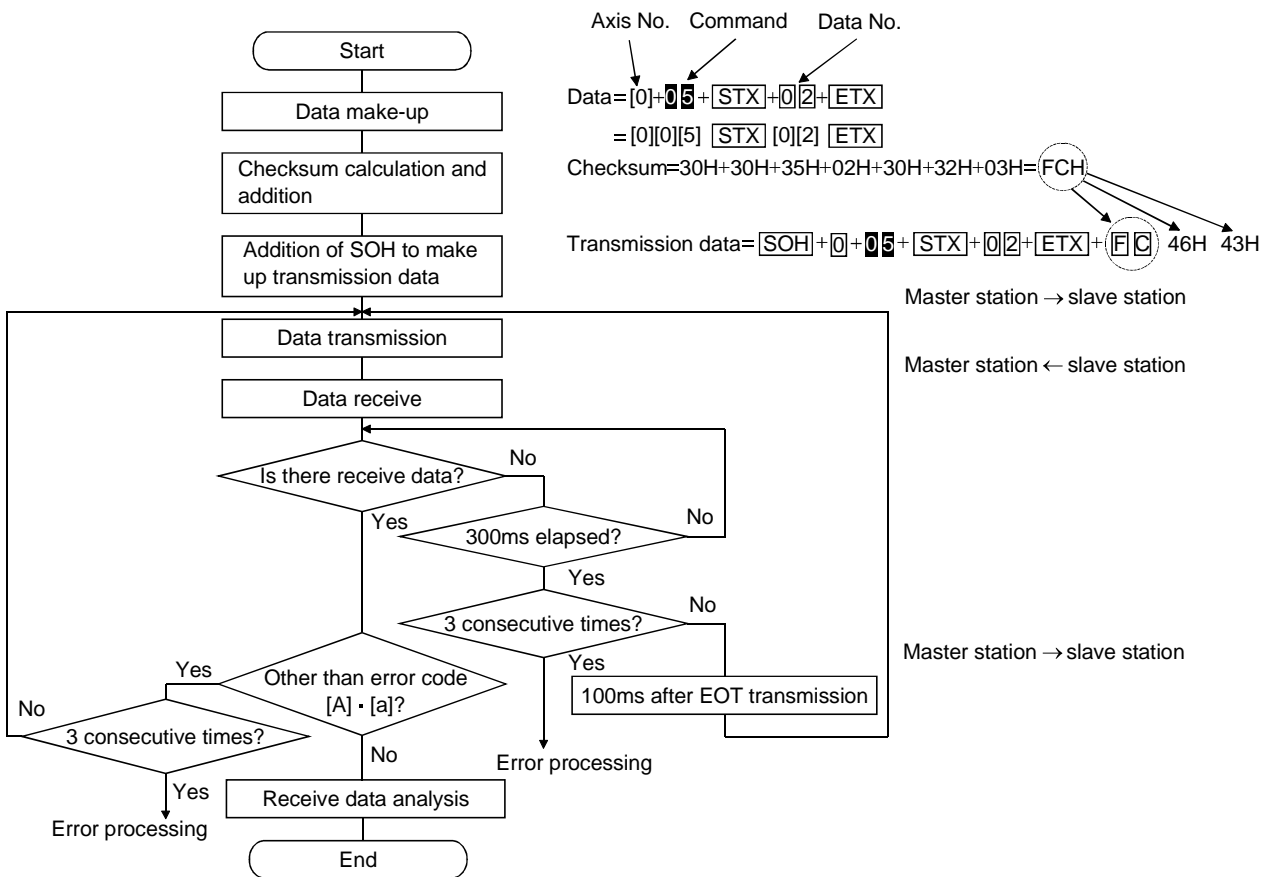 Axis No. Command Data No.
Start
Data=[0]+05+STX+02+ETX
Data make-up
=[0][0][5] STX [0][2] ETX
Checksum calculation and
addition
Checksum=30H+30H+35H+02H+30H+32H+03H=FCH
Addition of SOH to make
up transmission data
Transmission data=SOH+0+05+STX+02+ETX+FC 46H 43H
Master station → slave station
Data transmission
Master station ← slave station
Data receive
Is there receive data?
No
Yes
300ms elapsed?
No
Yes
3 consecutive times?
No
Yes
Master station → slave station
100ms after EOT transmission
Error processing
Other than error code
[A] · [a]?
Yes
No
3 consecutive times?
No
Yes
Error processing
Receive data analysis
End